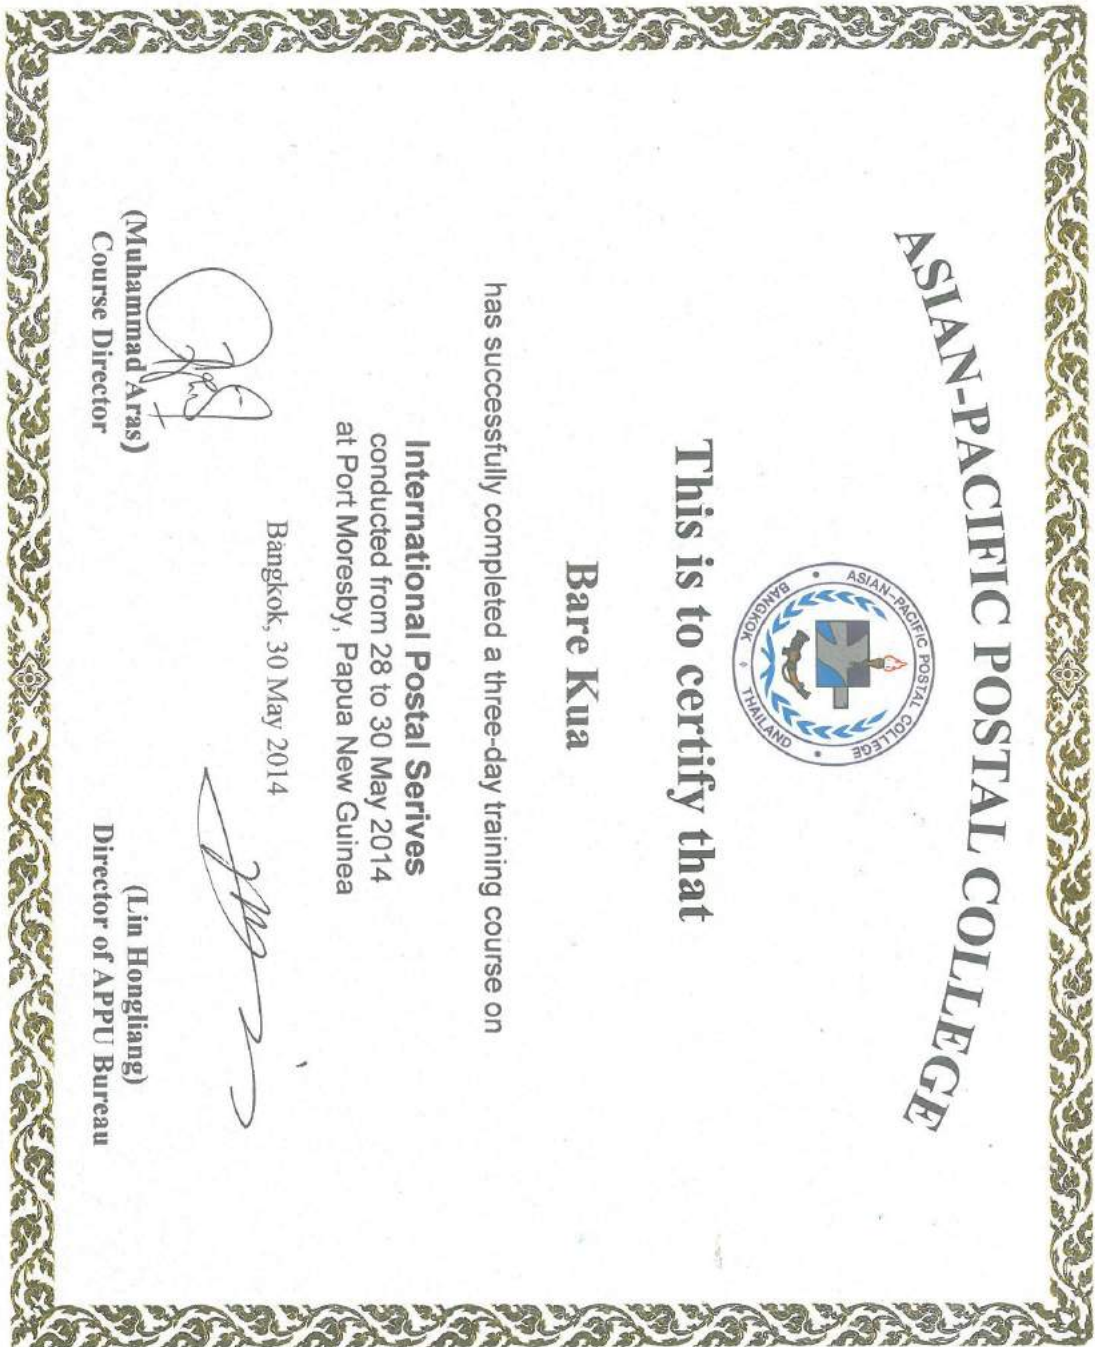 ASIAN-PACIFIC POSTAL COLLEGE
ASIAN-PACIFIC POSTAL COLLEGE
BANGKOK THAILAND
This is to certify that
Bare Kua
has successfully completed a three-day training course on
International Postal Serives
conducted from 28 to 30 May 2014
at Port Moresby, Papua New Guinea
Bangkok, 30 May 2014
(Muhammad Aras)
Course Director
(Lin Hongliang)
Director of APPU Bureau